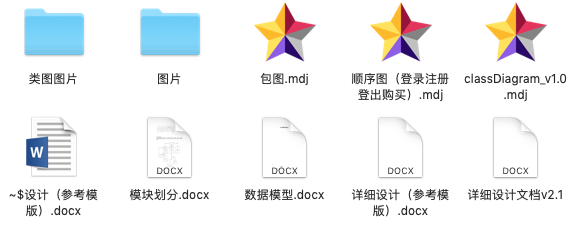 类图图片
图片
包图.mdj
顺序图（登录注册
登出购买）.mdj
classDiagram_v1.0
.mdj
W
DOCX
DOCX
DOCX
DOCX
~$设计（参考模
版）.docx
模块划分.docx
数据模型.docx
详细设计（参考模
版）.docx
详细设计文档v2.1